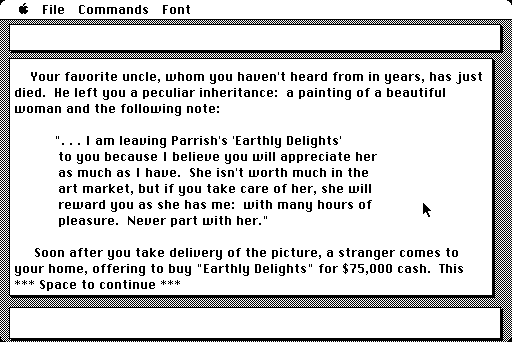 File Commands Font
Your favorite uncle, whom you haven't heard from in years, has just
died. He left you a peculiar inheritance: a painting of a beautiful
woman and the following note:
". . . I am leaving Parrish's 'Earthly Delights'
to you because I believe you will appreciate her
as much as I have. She isn't worth much in the
art market, but if you take care of her, she will
reward you as she has me: with many hours of
pleasure. Never part with her."
Soon after you take delivery of the picture, a stranger comes to
your home, offering to buy "Earthly Delights" for $75,000 cash. This
*** Space to continue ***